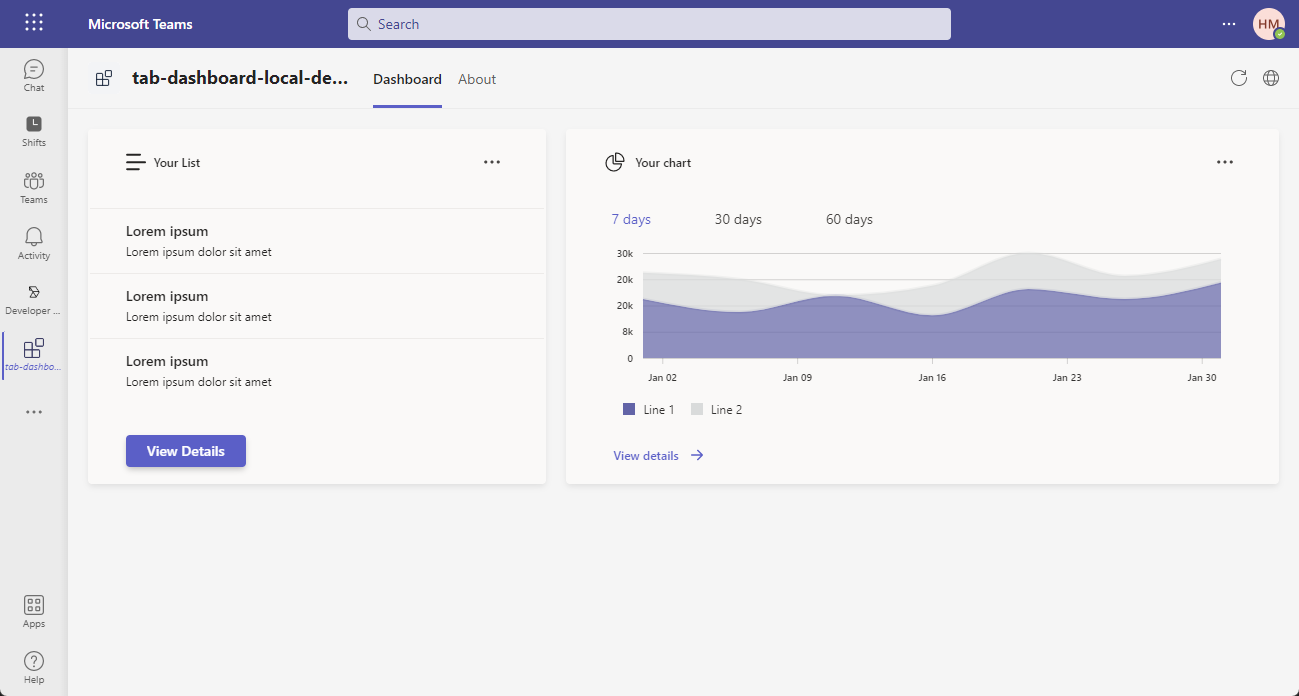 Microsoft Teams
Search
HM
Chat
Shifts
Teams
Activity
Developer ...
tab-dashbo...
Apps
Help
tab-dashboard-local-de...
Dashboard
About
Your List
Lorem ipsum
Lorem ipsum dolor sit amet
Lorem ipsum
Lorem ipsum dolor sit amet
Lorem ipsum
Lorem ipsum dolor sit amet
View Details
Your chart
7 days
30 days
60 days
30k
20k
20k
8k
0
Jan 02
Jan 09
Jan 16
Jan 23
Jan 30
Line 1
Line 2
View details